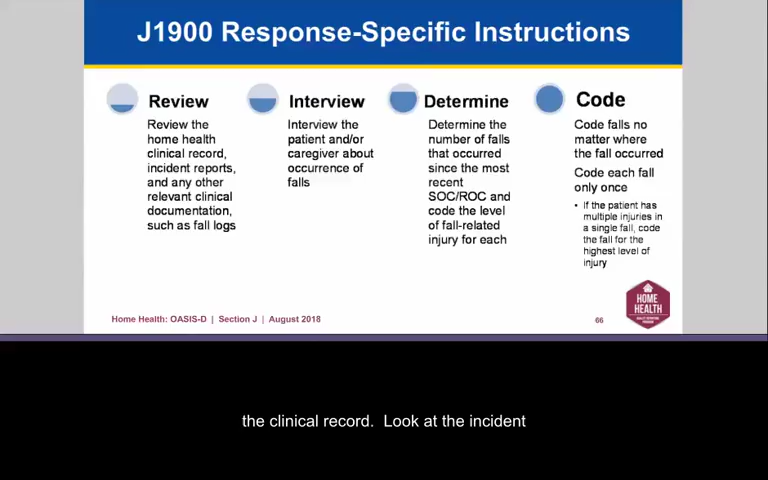 J1900 Response-Specific Instructions
Review
Review the
home health
clinical record,
incident reports,
and any other
relevant clinical
documentation,
such as fall logs
Interview
Interview the
patient and/or
caregiver about
occurrence of
falls
Determine
Determine the
number of falls
that occurred
since the most
recent
SOC/ROC and
code the level
of fall-related
injury for each
Code
Code falls no
matter where
the fall occurred
Code each fall
only once
• If the patient has
multiple injuries in
a single fall, code
the fall for the
highest level of
injury
Home Health: OASIS-D | Section J | August 2018
66
HOME
HEALTH
the clinical record.  Look at the incident